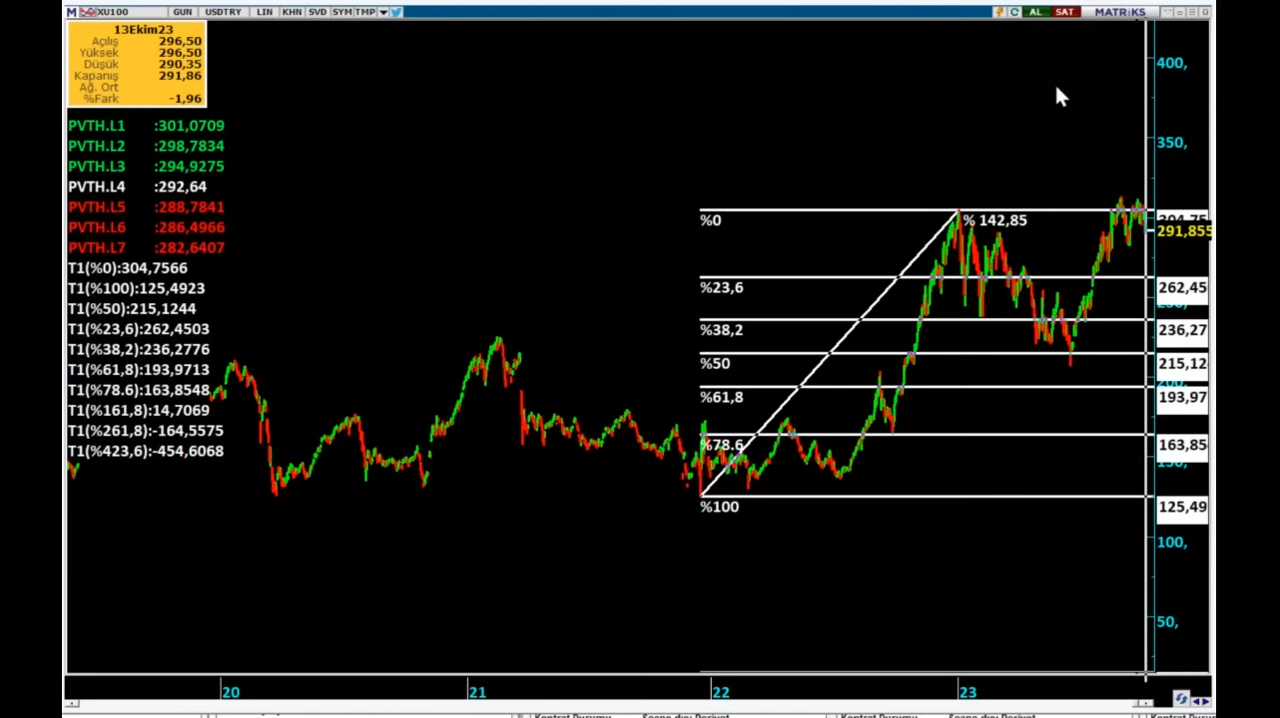 M XU100 GUN USDTRY LIN KHN SVD SYM TMP AL SAT MATRİKS
13Ekim23
Açılış 296,50
Yüksek 296,50
Düşük 290,35
Kapanış 291,86
Ağ. Ort
%Fark -1,96
PVTH.L1 :301,0709
PVTH.L2 :298,7834
PVTH.L3 :294,9275
PVTH.L4 :292,64
PVTH.L5 :288,7841
PVTH.L6 :286,4966
PVTH.L7 :282,6407
T1(%0):304,7566
T1(%100):125,4923
T1(%50):215,1244
T1(%23,6):262,4503
T1(%38,2):236,2776
T1(%61,8):193,9713
T1(%78.6):163,8548
T1(%161,8):14,7069
T1(%261,8):-164,5575
T1(%423,6):-454,6068
%0
% 142,85
%23,6
%38,2
%50
%61,8
%78.6
%100
400,
350,
291,855
262,45
236,27
215,12
193,97
163,85
125,49
100,
50,
20 21 22 23